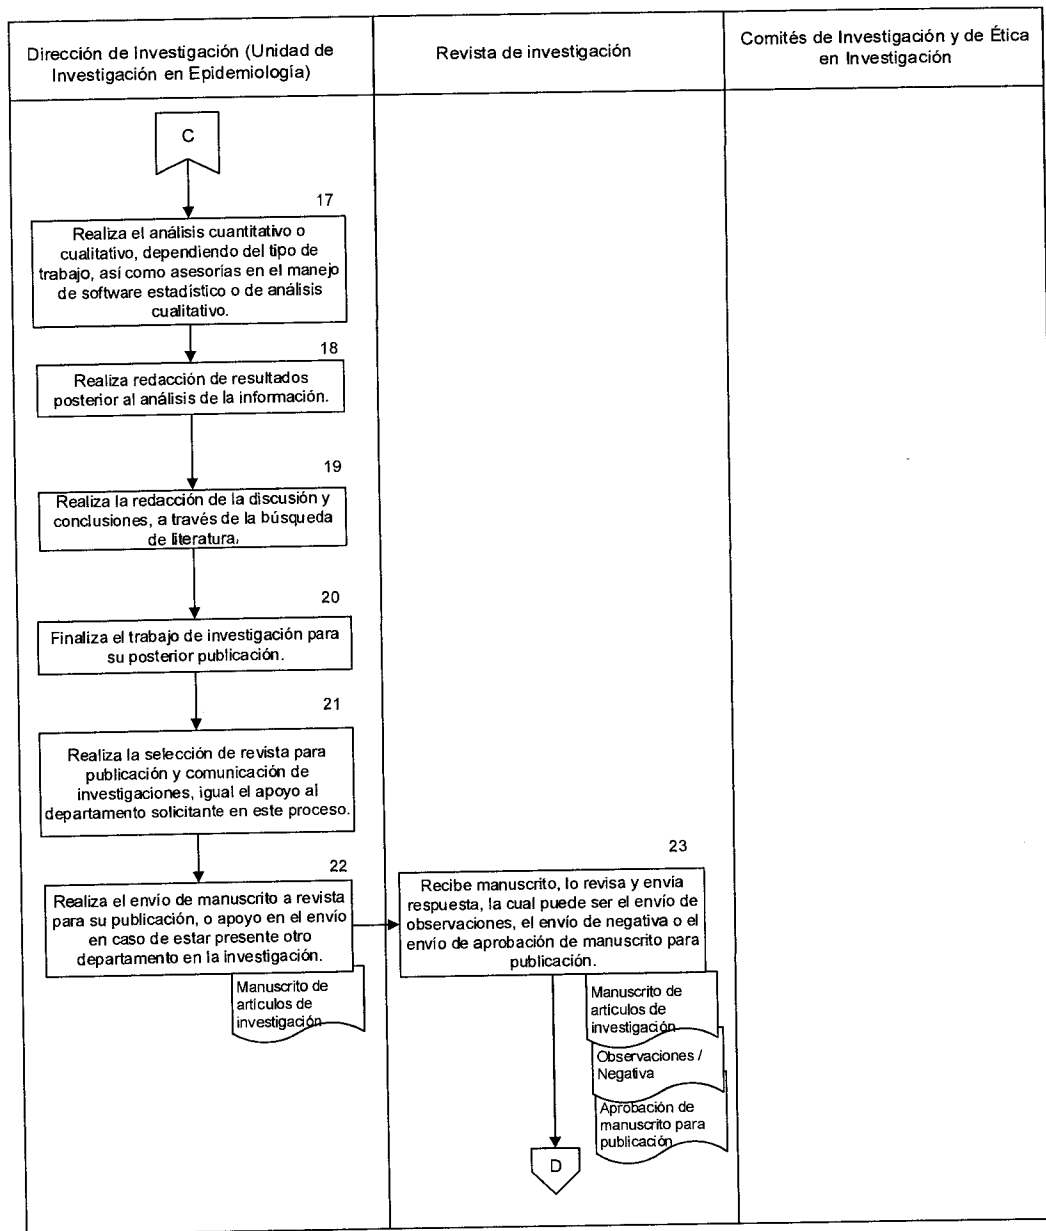 Dirección de Investigación (Unidad de
Investigación en Epidemiología)
Revista de investigación
Comités de Investigación y de Ética
en Investigación
C
17
Realiza el análisis cuantitativo o
cualitativo, dependiendo del tipo de
trabajo, así como asesorías en el manejo
de software estadístico o de análisis
cualitativo.
18
Realiza redacción de resultados
posterior al análisis de la información.
19
Realiza la redacción de la discusión y
conclusiones, a través de la búsqueda
de literatura.
20
Finaliza el trabajo de investigación para
su posterior publicación.
21
Realiza la selección de revista para
publicación y comunicación de
investigaciones, igual el apoyo al
departamento solicitante en este proceso.
22
Realiza el envío de manuscrito a revista
para su publicación, o apoyo en el envío
en caso de estar presente otro
departamento en la investigación.
Manuscrito de
artículos de
investigación
23
Recibe manuscrito, lo revisa y envía
respuesta, la cual puede ser el envío de
observaciones, el envío de negativa o el
envío de aprobación de manuscrito para
publicación.
Manuscrito de
artículos de
investigación
Observaciones /
Negativa
Aprobación de
manuscrito para
publicación
D